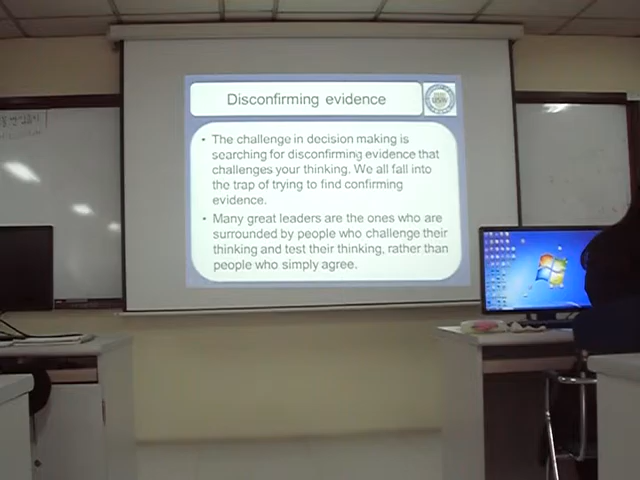 Disconfirming evidence
• The challenge in decision making is
searching for disconfirming evidence that
challenges your thinking. We all fall into
the trap of trying to find confirming
evidence.
• Many great leaders are the ones who are
surrounded by people who challenge their
thinking and test their thinking, rather than
people who simply agree.